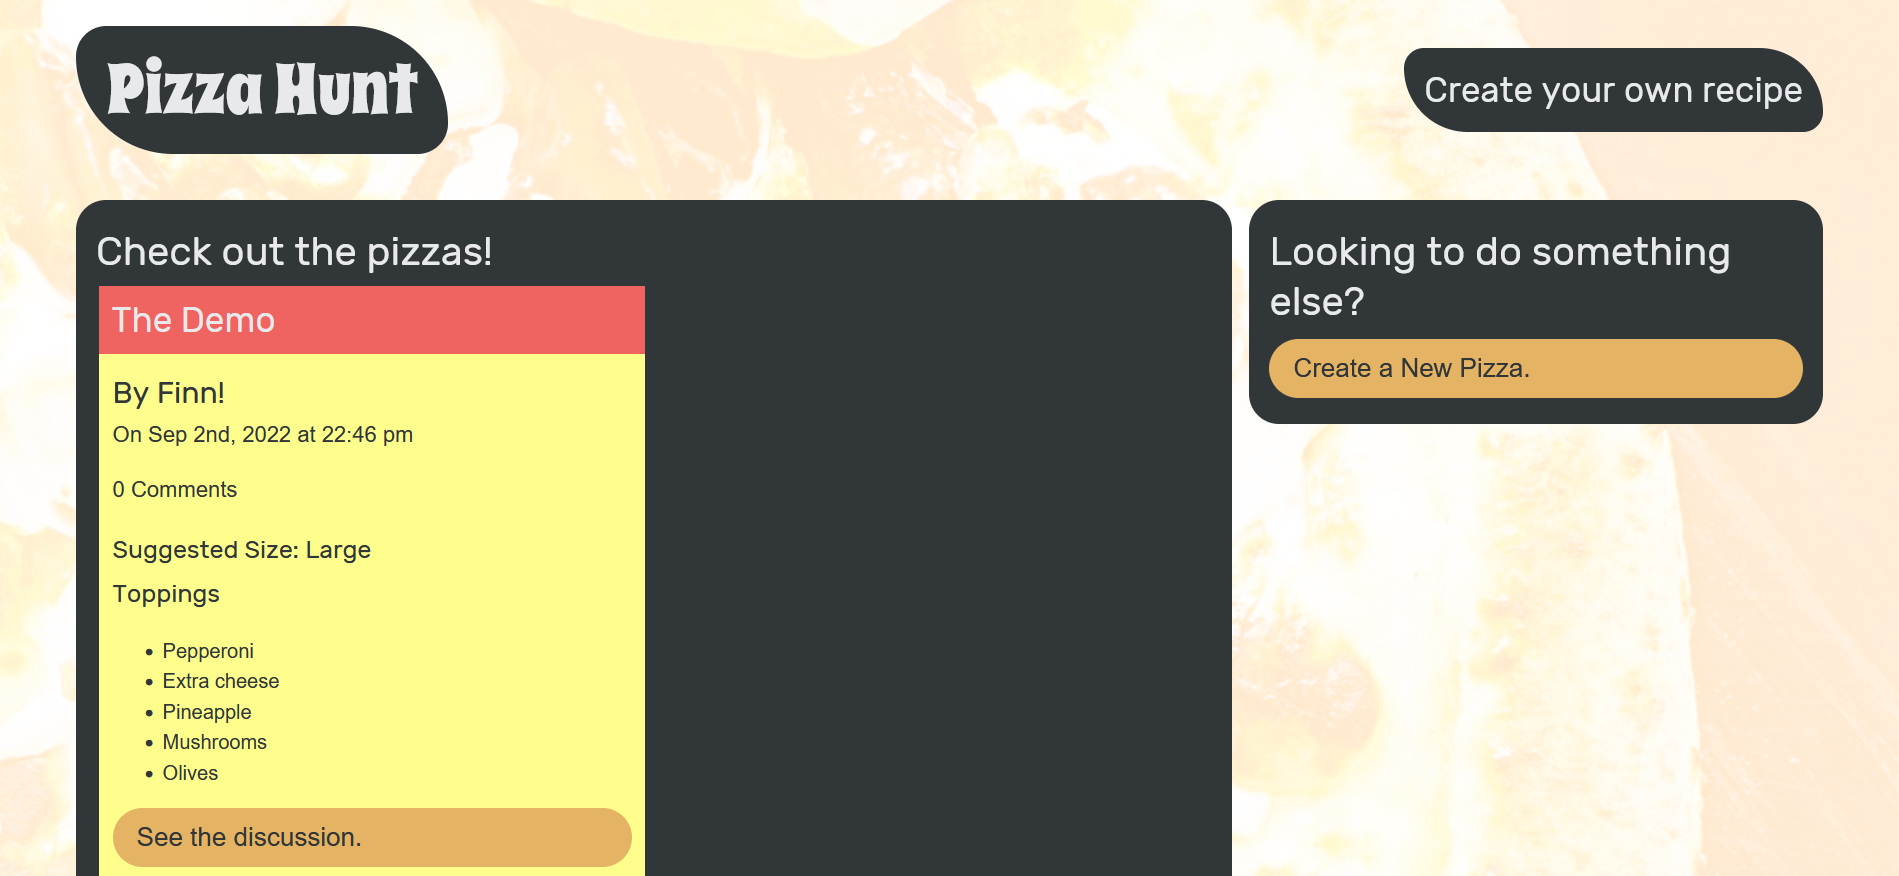 Pizza Hunt
Create your own recipe
Check out the pizzas!
The Demo
By Finn!
On Sep 2nd, 2022 at 22:46 pm
0 Comments
Suggested Size: Large
Toppings
Pepperoni
Extra cheese
Pineapple
Mushrooms
Olives
See the discussion.
Looking to do something
else?
Create a New Pizza.